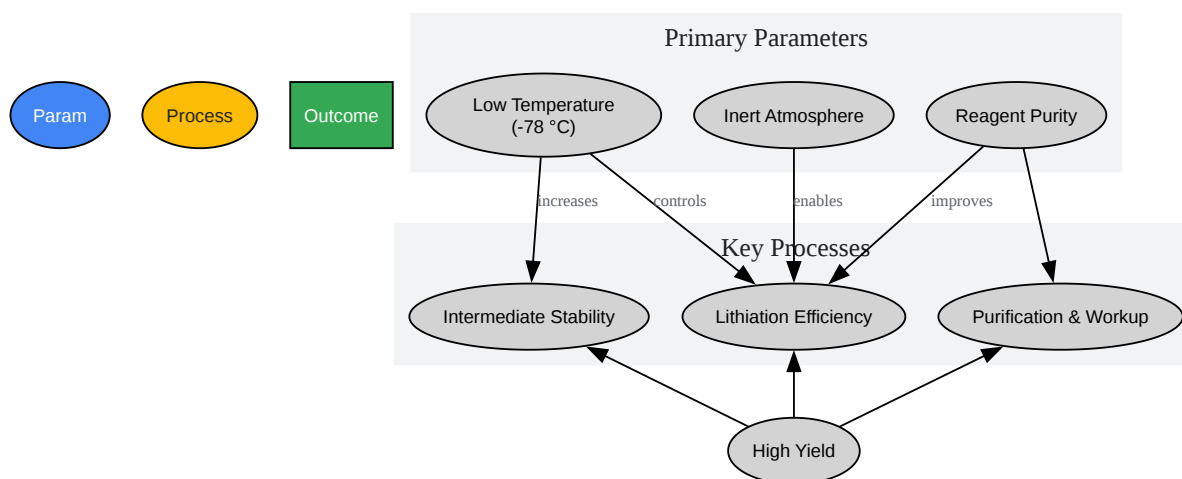 Primary Parameters
Param
Process
Outcome
Low Temperature
(-78 °C)
Inert Atmosphere
Reagent Purity
increases
controls
enables
improves
Key Processes
Intermediate Stability
Lithiation Efficiency
Purification & Workup
High Yield